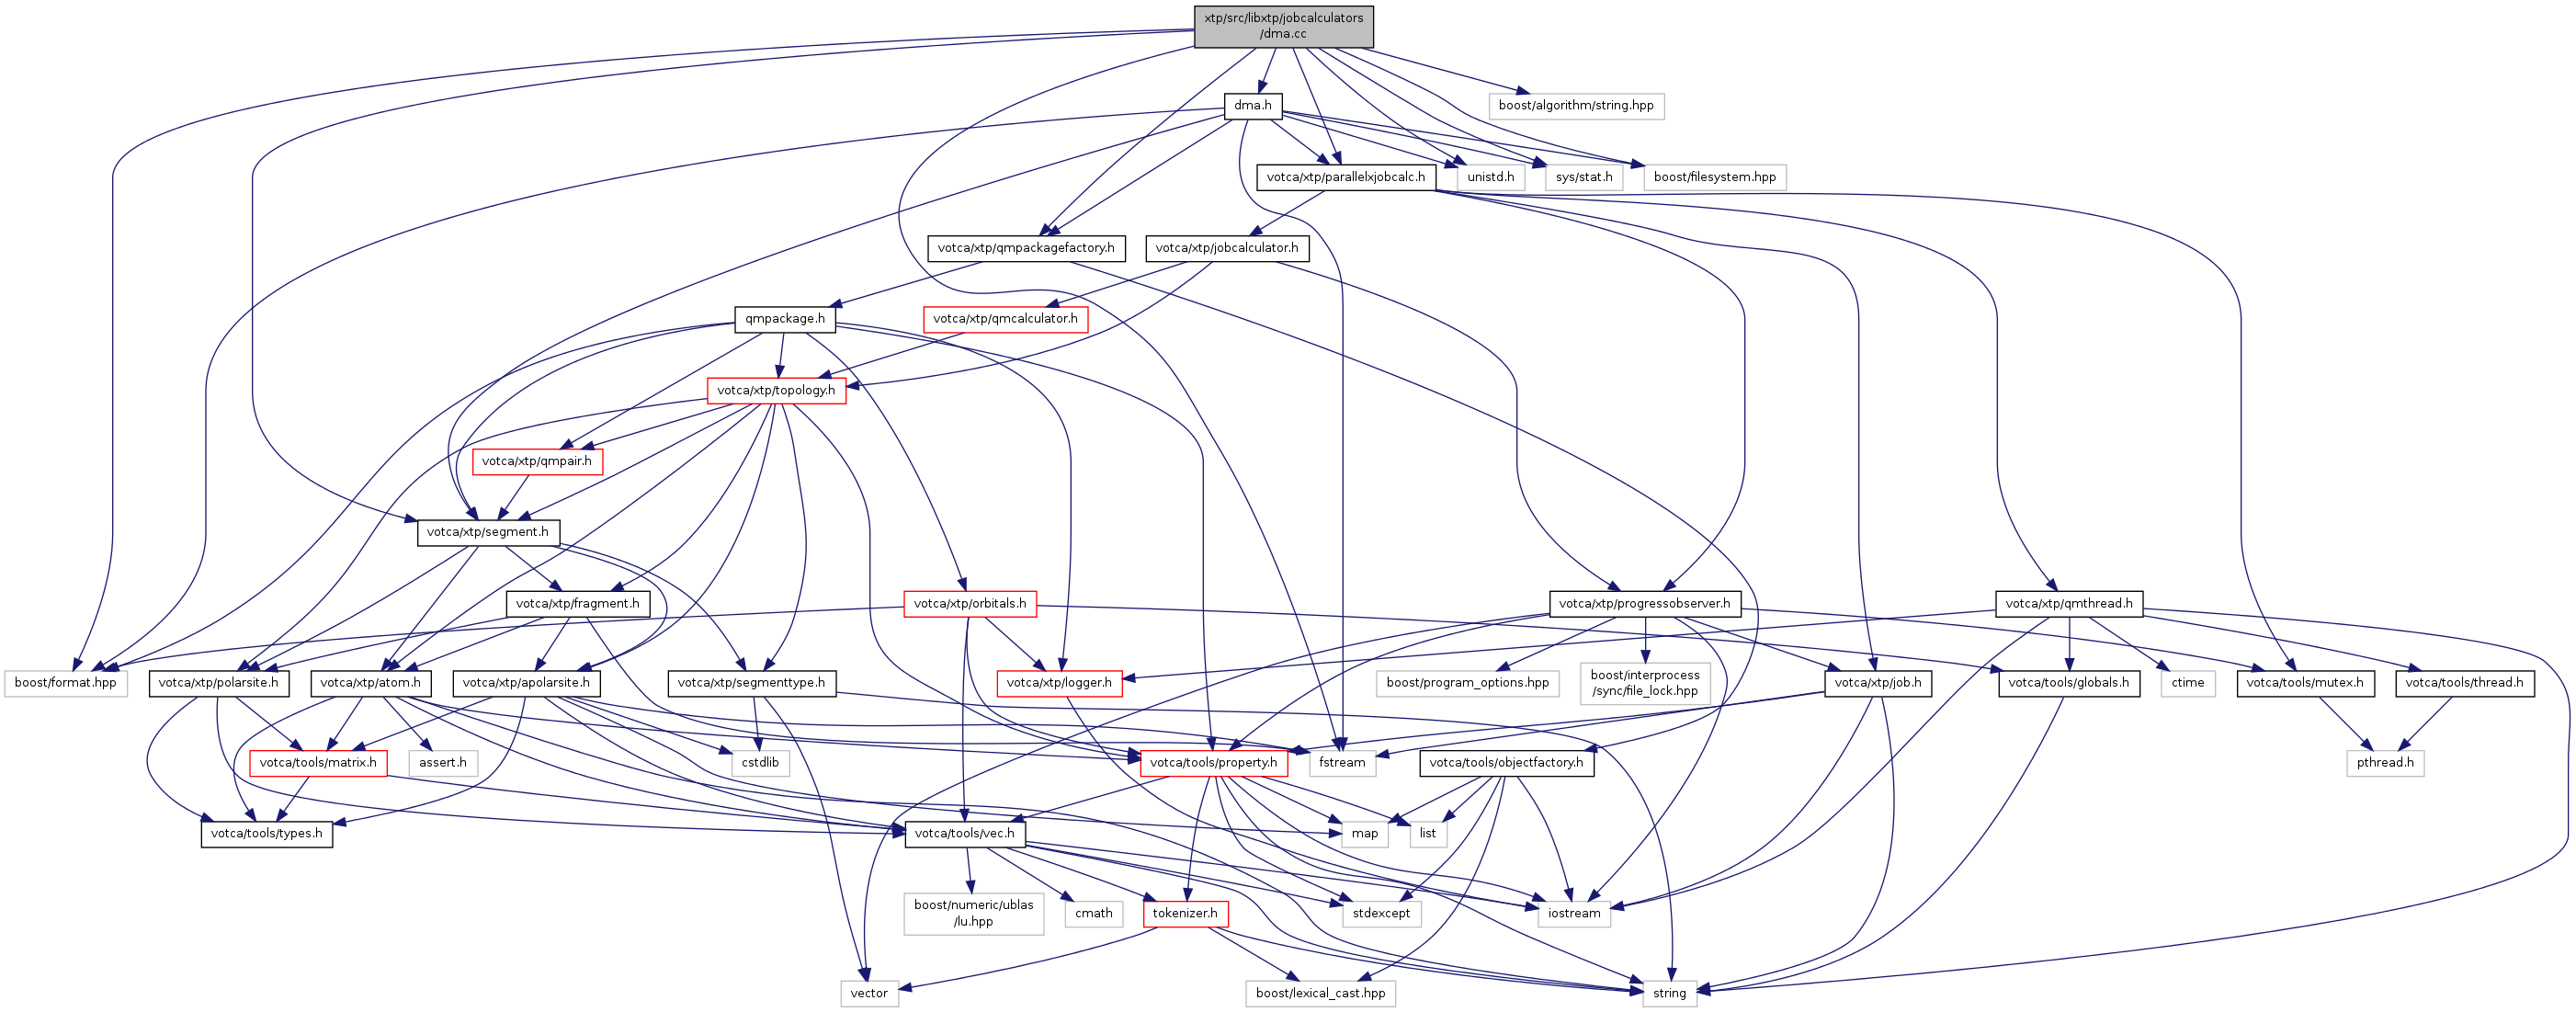 xtp/src/libxtp/jobcalculators
/dma.cc
dma.h
boost/algorithm/string.hpp
votca/xtp/parallelxjobcalc.h
unistd.h
sys/stat.h
boost/filesystem.hpp
votca/xtp/qmpackagefactory.h
votca/xtp/jobcalculator.h
qmpackage.h
votca/xtp/qmcalculator.h
votca/xtp/topology.h
votca/xtp/qmpair.h
votca/xtp/segment.h
votca/xtp/fragment.h
votca/xtp/orbitals.h
votca/xtp/progressobserver.h
votca/xtp/qmthread.h
boost/format.hpp
votca/xtp/polarsite.h
votca/xtp/atom.h
votca/xtp/apolarsite.h
votca/xtp/segmenttype.h
votca/xtp/logger.h
boost/program_options.hpp
boost/interprocess
/sync/file_lock.hpp
votca/xtp/job.h
votca/tools/globals.h
ctime
votca/tools/mutex.h
votca/tools/thread.h
votca/tools/matrix.h
assert.h
cstdlib
votca/tools/property.h
fstream
votca/tools/objectfactory.h
pthread.h
votca/tools/types.h
votca/tools/vec.h
map
list
boost/numeric/ublas
/lu.hpp
cmath
tokenizer.h
stdexcept
iostream
vector
boost/lexical_cast.hpp
string